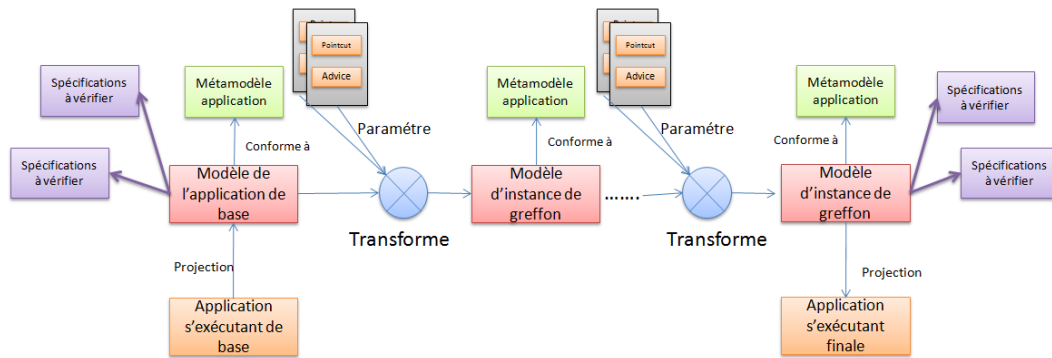 Pointcut
Advice
Pointcut
Advice
Spécifications
à vérifier
Métamodèle
application
Métamodèle
application
Métamodèle
application
Spécifications
à vérifier
Paramétre
Paramétre
Conforme à
Conforme à
Conforme à
Spécifications
à vérifier
Modèle de
l'application de
base
Modèle
d'instance de
greffon
.......
Modèle
d'instance de
greffon
Spécifications
à vérifier
Transforme
Transforme
Projection
Projection
Application
s'exécutant de
base
Application
s'exécutant
finale